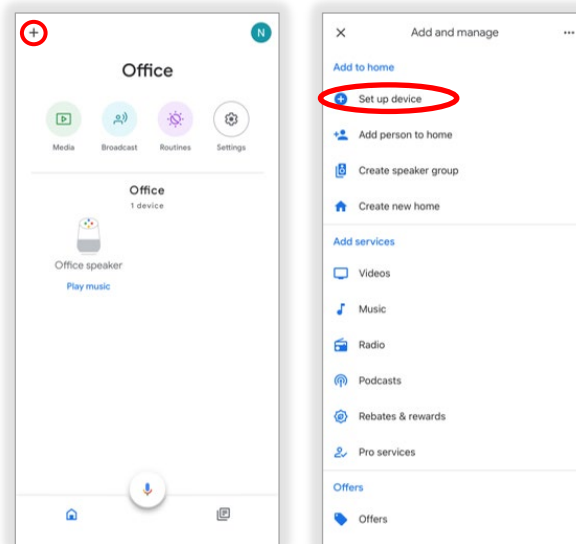 +
N
Office
Media
Broadcast
Routines
Settings
Office
1 device
Office speaker
Play music
Add and manage
Add to home
Set up device
Add person to home
Create speaker group
Create new home
Add services
Videos
Music
Radio
Podcasts
Rebates & rewards
Pro services
Offers
Offers